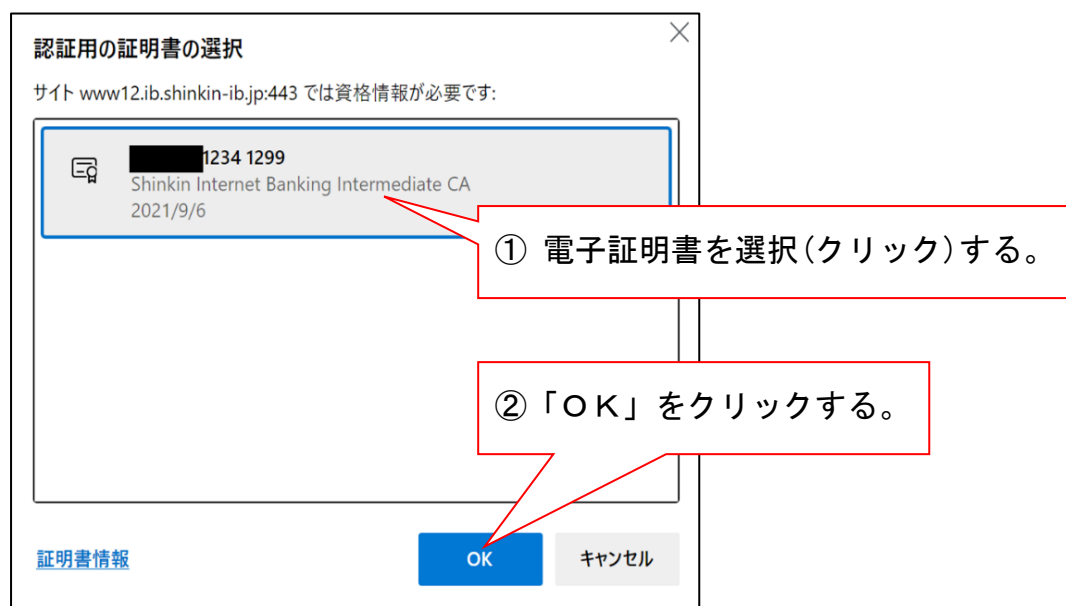 認証用の証明書の選択
サイト www12.ib.shinkin-ib.jp:443 では資格情報が必要です:
1234 1299
Shinkin Internet Banking Intermediate CA
2021/9/6
① 電子証明書を選択(クリック)する。
②「ＯＫ」をクリックする。
証明書情報
OK
キャンセル